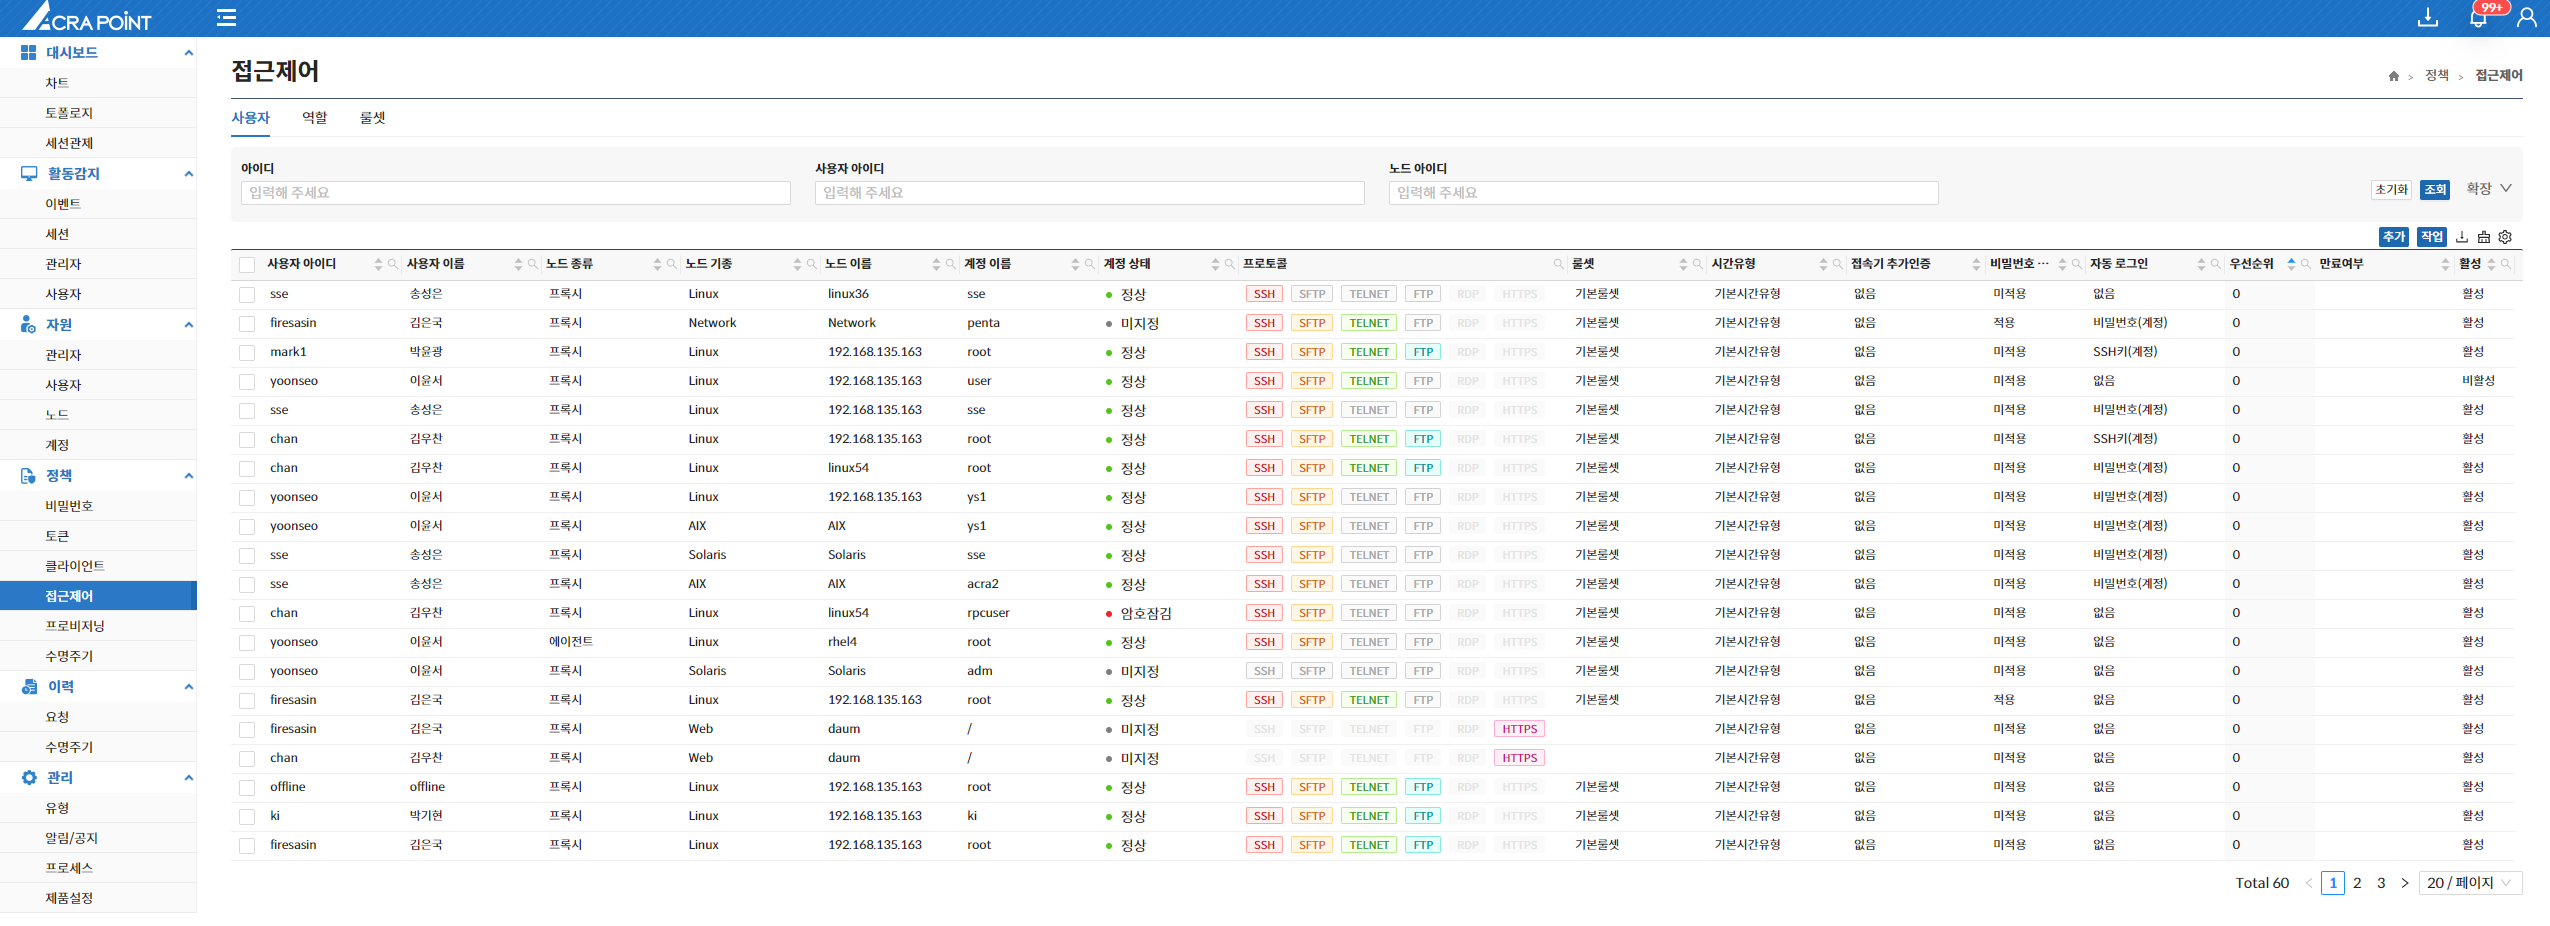 ACRA POINT
99+
대시보드
차트
토폴로지
세션관제
활동감지
이벤트
세션
관리자
사용자
자원
관리자
사용자
노드
계정
정책
비밀번호
토큰
클라이언트
접근제어
프로비저닝
수명주기
이력
요청
수명주기
관리
유형
알림/공지
프로세스
제품설정
접근제어
> 정책 > 접근제어
사용자 역할 룰셋
아이디 사용자 아이디 노드 아이디
입력해 주세요 입력해 주세요 입력해 주세요 초기화 조회 확장
추가 작업
사용자 아이디 사용자 이름 노드 종류 노드 기종 노드 이름 계정 이름 계정 상태 프로토콜 룰셋 시간유형 접속기 추가인증 비밀번호 ··· 자동 로그인 우선순위 만료여부 활성
sse 송성은 프록시 Linux linux36 sse 정상 SSH SFTP TELNET FTP RDP HTTPS 기본룰셋 기본시간유형 없음 미적용 없음 0 활성
firesasin 김은국 프록시 Network Network penta 미지정 SSH SFTP TELNET FTP RDP HTTPS 기본룰셋 기본시간유형 없음 적용 비밀번호(계정) 0 활성
mark1 박윤광 프록시 Linux 192.168.135.163 root 정상 SSH SFTP TELNET FTP RDP HTTPS 기본룰셋 기본시간유형 없음 미적용 SSH키(계정) 0 활성
yoonseo 이윤서 프록시 Linux 192.168.135.163 user 정상 SSH SFTP TELNET FTP RDP HTTPS 기본룰셋 기본시간유형 없음 미적용 없음 0 비활성
sse 송성은 프록시 Linux 192.168.135.163 sse 정상 SSH SFTP TELNET FTP RDP HTTPS 기본룰셋 기본시간유형 없음 미적용 비밀번호(계정) 0 활성
chan 김우찬 프록시 Linux 192.168.135.163 root 정상 SSH SFTP TELNET FTP RDP HTTPS 기본룰셋 기본시간유형 없음 미적용 SSH키(계정) 0 활성
chan 김우찬 프록시 Linux linux54 root 정상 SSH SFTP TELNET FTP RDP HTTPS 기본룰셋 기본시간유형 없음 미적용 비밀번호(계정) 0 활성
yoonseo 이윤서 프록시 Linux 192.168.135.163 ys1 정상 SSH SFTP TELNET FTP RDP HTTPS 기본룰셋 기본시간유형 없음 미적용 비밀번호(계정) 0 활성
yoonseo 이윤서 프록시 AIX AIX ys1 정상 SSH SFTP TELNET FTP RDP HTTPS 기본룰셋 기본시간유형 없음 미적용 비밀번호(계정) 0 활성
sse 송성은 프록시 Solaris Solaris sse 정상 SSH SFTP TELNET FTP RDP HTTPS 기본룰셋 기본시간유형 없음 미적용 비밀번호(계정) 0 활성
sse 송성은 프록시 AIX AIX acra2 정상 SSH SFTP TELNET FTP RDP HTTPS 기본룰셋 기본시간유형 없음 미적용 비밀번호(계정) 0 활성
chan 김우찬 프록시 Linux linux54 rpcuser 암호잠김 SSH SFTP TELNET FTP RDP HTTPS 기본룰셋 기본시간유형 없음 미적용 없음 0 활성
yoonseo 이윤서 에이전트 Linux rhel4 root 정상 SSH SFTP TELNET FTP RDP HTTPS 기본룰셋 기본시간유형 없음 미적용 없음 0 활성
yoonseo 이윤서 프록시 Solaris Solaris adm 미지정 SSH SFTP TELNET FTP RDP HTTPS 기본룰셋 기본시간유형 없음 미적용 없음 0 활성
firesasin 김은국 프록시 Linux 192.168.135.163 root 정상 SSH SFTP TELNET FTP RDP HTTPS 기본룰셋 기본시간유형 없음 적용 없음 0 활성
firesasin 김은국 프록시 Web daum / 미지정 SSH SFTP TELNET FTP RDP HTTPS 기본시간유형 없음 미적용 없음 0 활성
chan 김우찬 프록시 Web daum / 미지정 SSH SFTP TELNET FTP RDP HTTPS 기본시간유형 없음 미적용 없음 0 활성
offline offline 프록시 Linux 192.168.135.163 root 정상 SSH SFTP TELNET FTP RDP HTTPS 기본룰셋 기본시간유형 없음 미적용 없음 0 활성
ki 박기현 프록시 Linux 192.168.135.163 ki 정상 SSH SFTP TELNET FTP RDP HTTPS 기본룰셋 기본시간유형 없음 미적용 없음 0 활성
firesasin 김은국 프록시 Linux 192.168.135.163 root 정상 SSH SFTP TELNET FTP RDP HTTPS 기본룰셋 기본시간유형 없음 미적용 없음 0 활성
Total 60 < 1 2 3 > 20 / 페이지